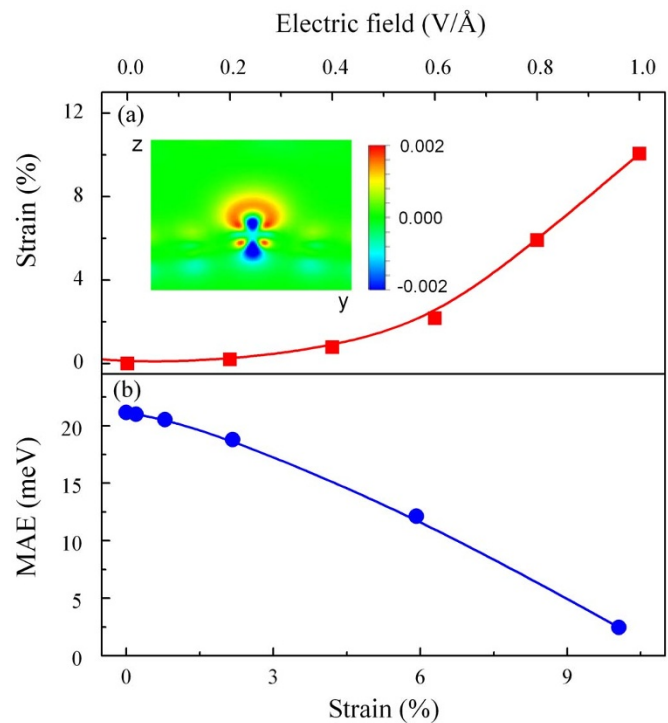 Electric field (V/Å)
0.0 0.2 0.4 0.6 0.8 1.0
12
(a)
z
0.002
8
Strain (%)
0.000
4
-0.002
y
0
(b)
20
15
MAE (meV)
10
5
0
0 3 6 9
Strain (%)